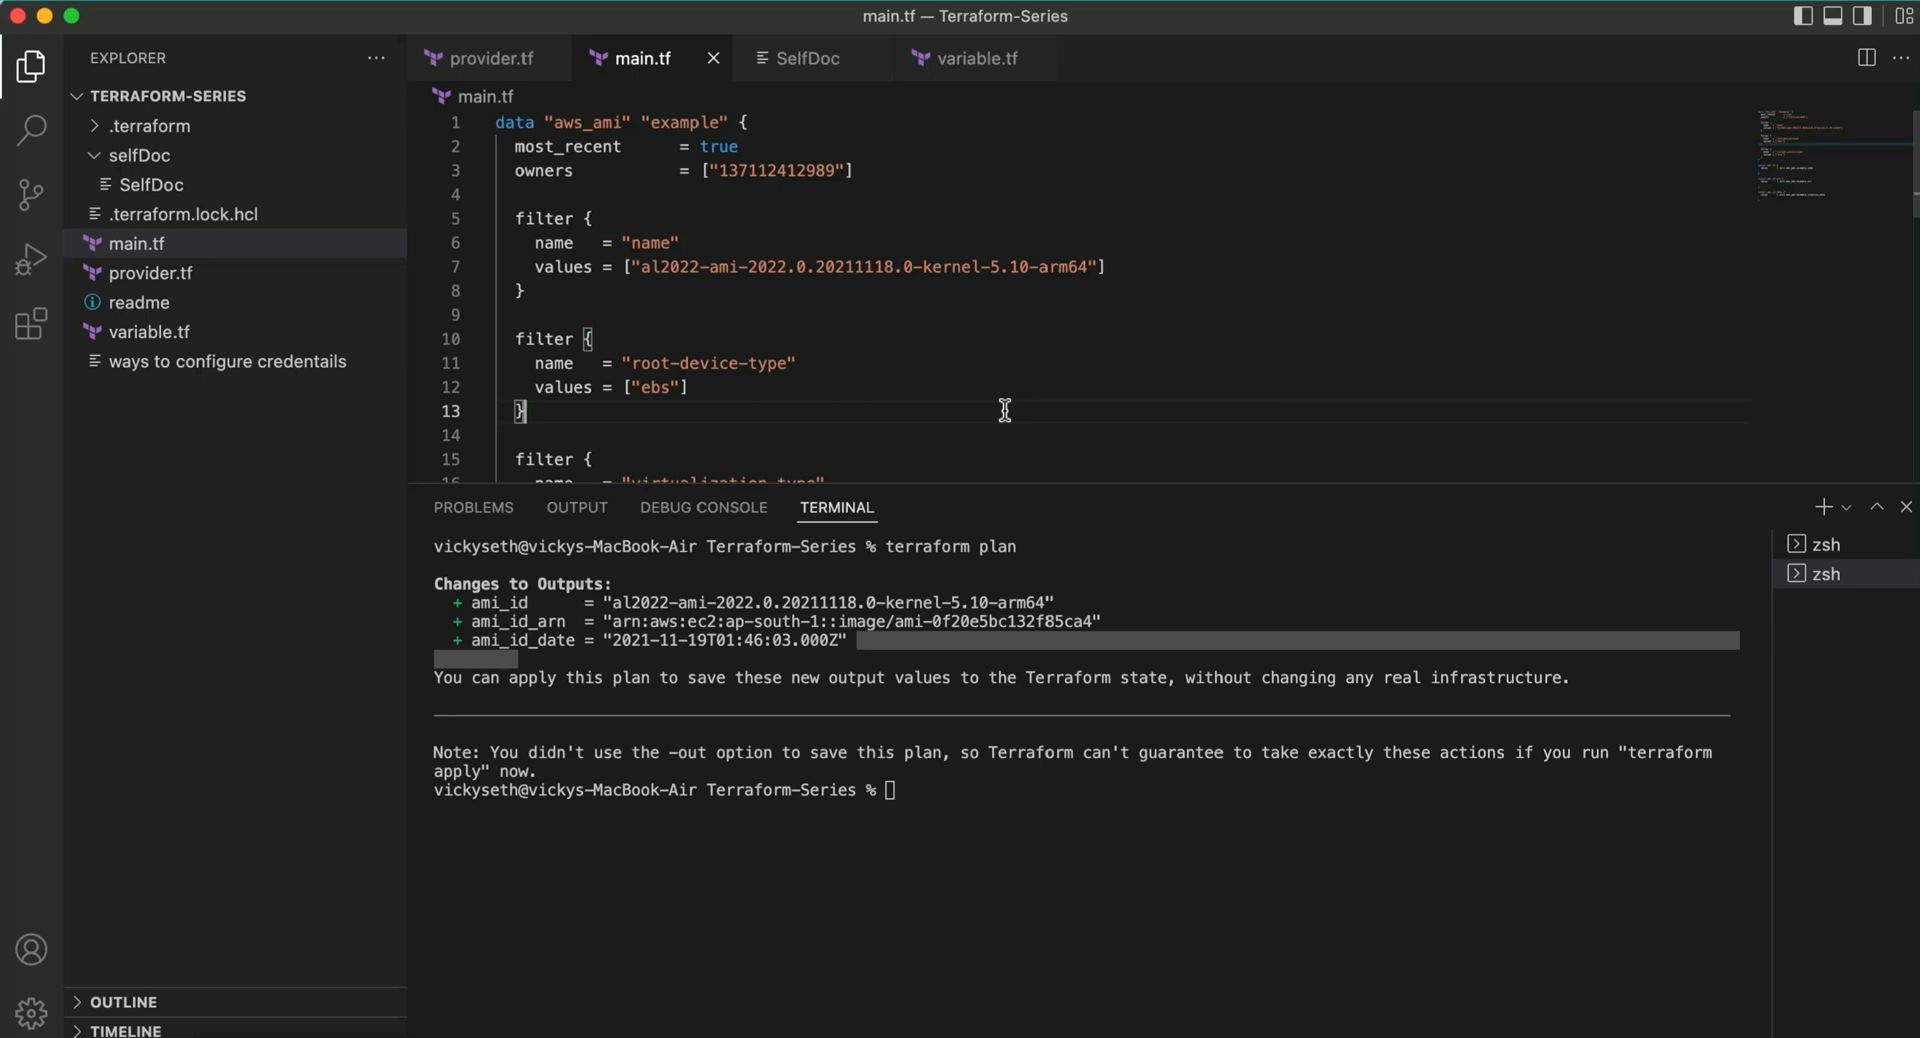 main.tf — Terraform-Series
EXPLORER
TERRAFORM-SERIES
.terraform
selfDoc
SelfDoc
.terraform.lock.hcl
main.tf
provider.tf
readme
variable.tf
ways to configure credentails
OUTLINE
TIMELINE
provider.tf
main.tf
SelfDoc
variable.tf
main.tf
1 data "aws_ami" "example" {
2 most_recent = true
3 owners = ["137112412989"]
4
5 filter {
6 name = "name"
7 values = ["al2022-ami-2022.0.20211118.0-kernel-5.10-arm64"]
8 }
9
10 filter {
11 name = "root-device-type"
12 values = ["ebs"]
13 }
14
15 filter {
16 name = "virtualization-type"
PROBLEMS OUTPUT DEBUG CONSOLE TERMINAL
vickyseth@vickys-MacBook-Air Terraform-Series % terraform plan
Changes to Outputs:
+ ami_id = "al2022-ami-2022.0.20211118.0-kernel-5.10-arm64"
+ ami_id_arn = "arn:aws:ec2:ap-south-1::image/ami-0f20e5bc132f85ca4"
+ ami_id_date = "2021-11-19T01:46:03.000Z"
You can apply this plan to save these new output values to the Terraform state, without changing any real infrastructure.
Note: You didn't use the -out option to save this plan, so Terraform can't guarantee to take exactly these actions if you run "terraform
apply" now.
vickyseth@vickys-MacBook-Air Terraform-Series %
zsh
zsh